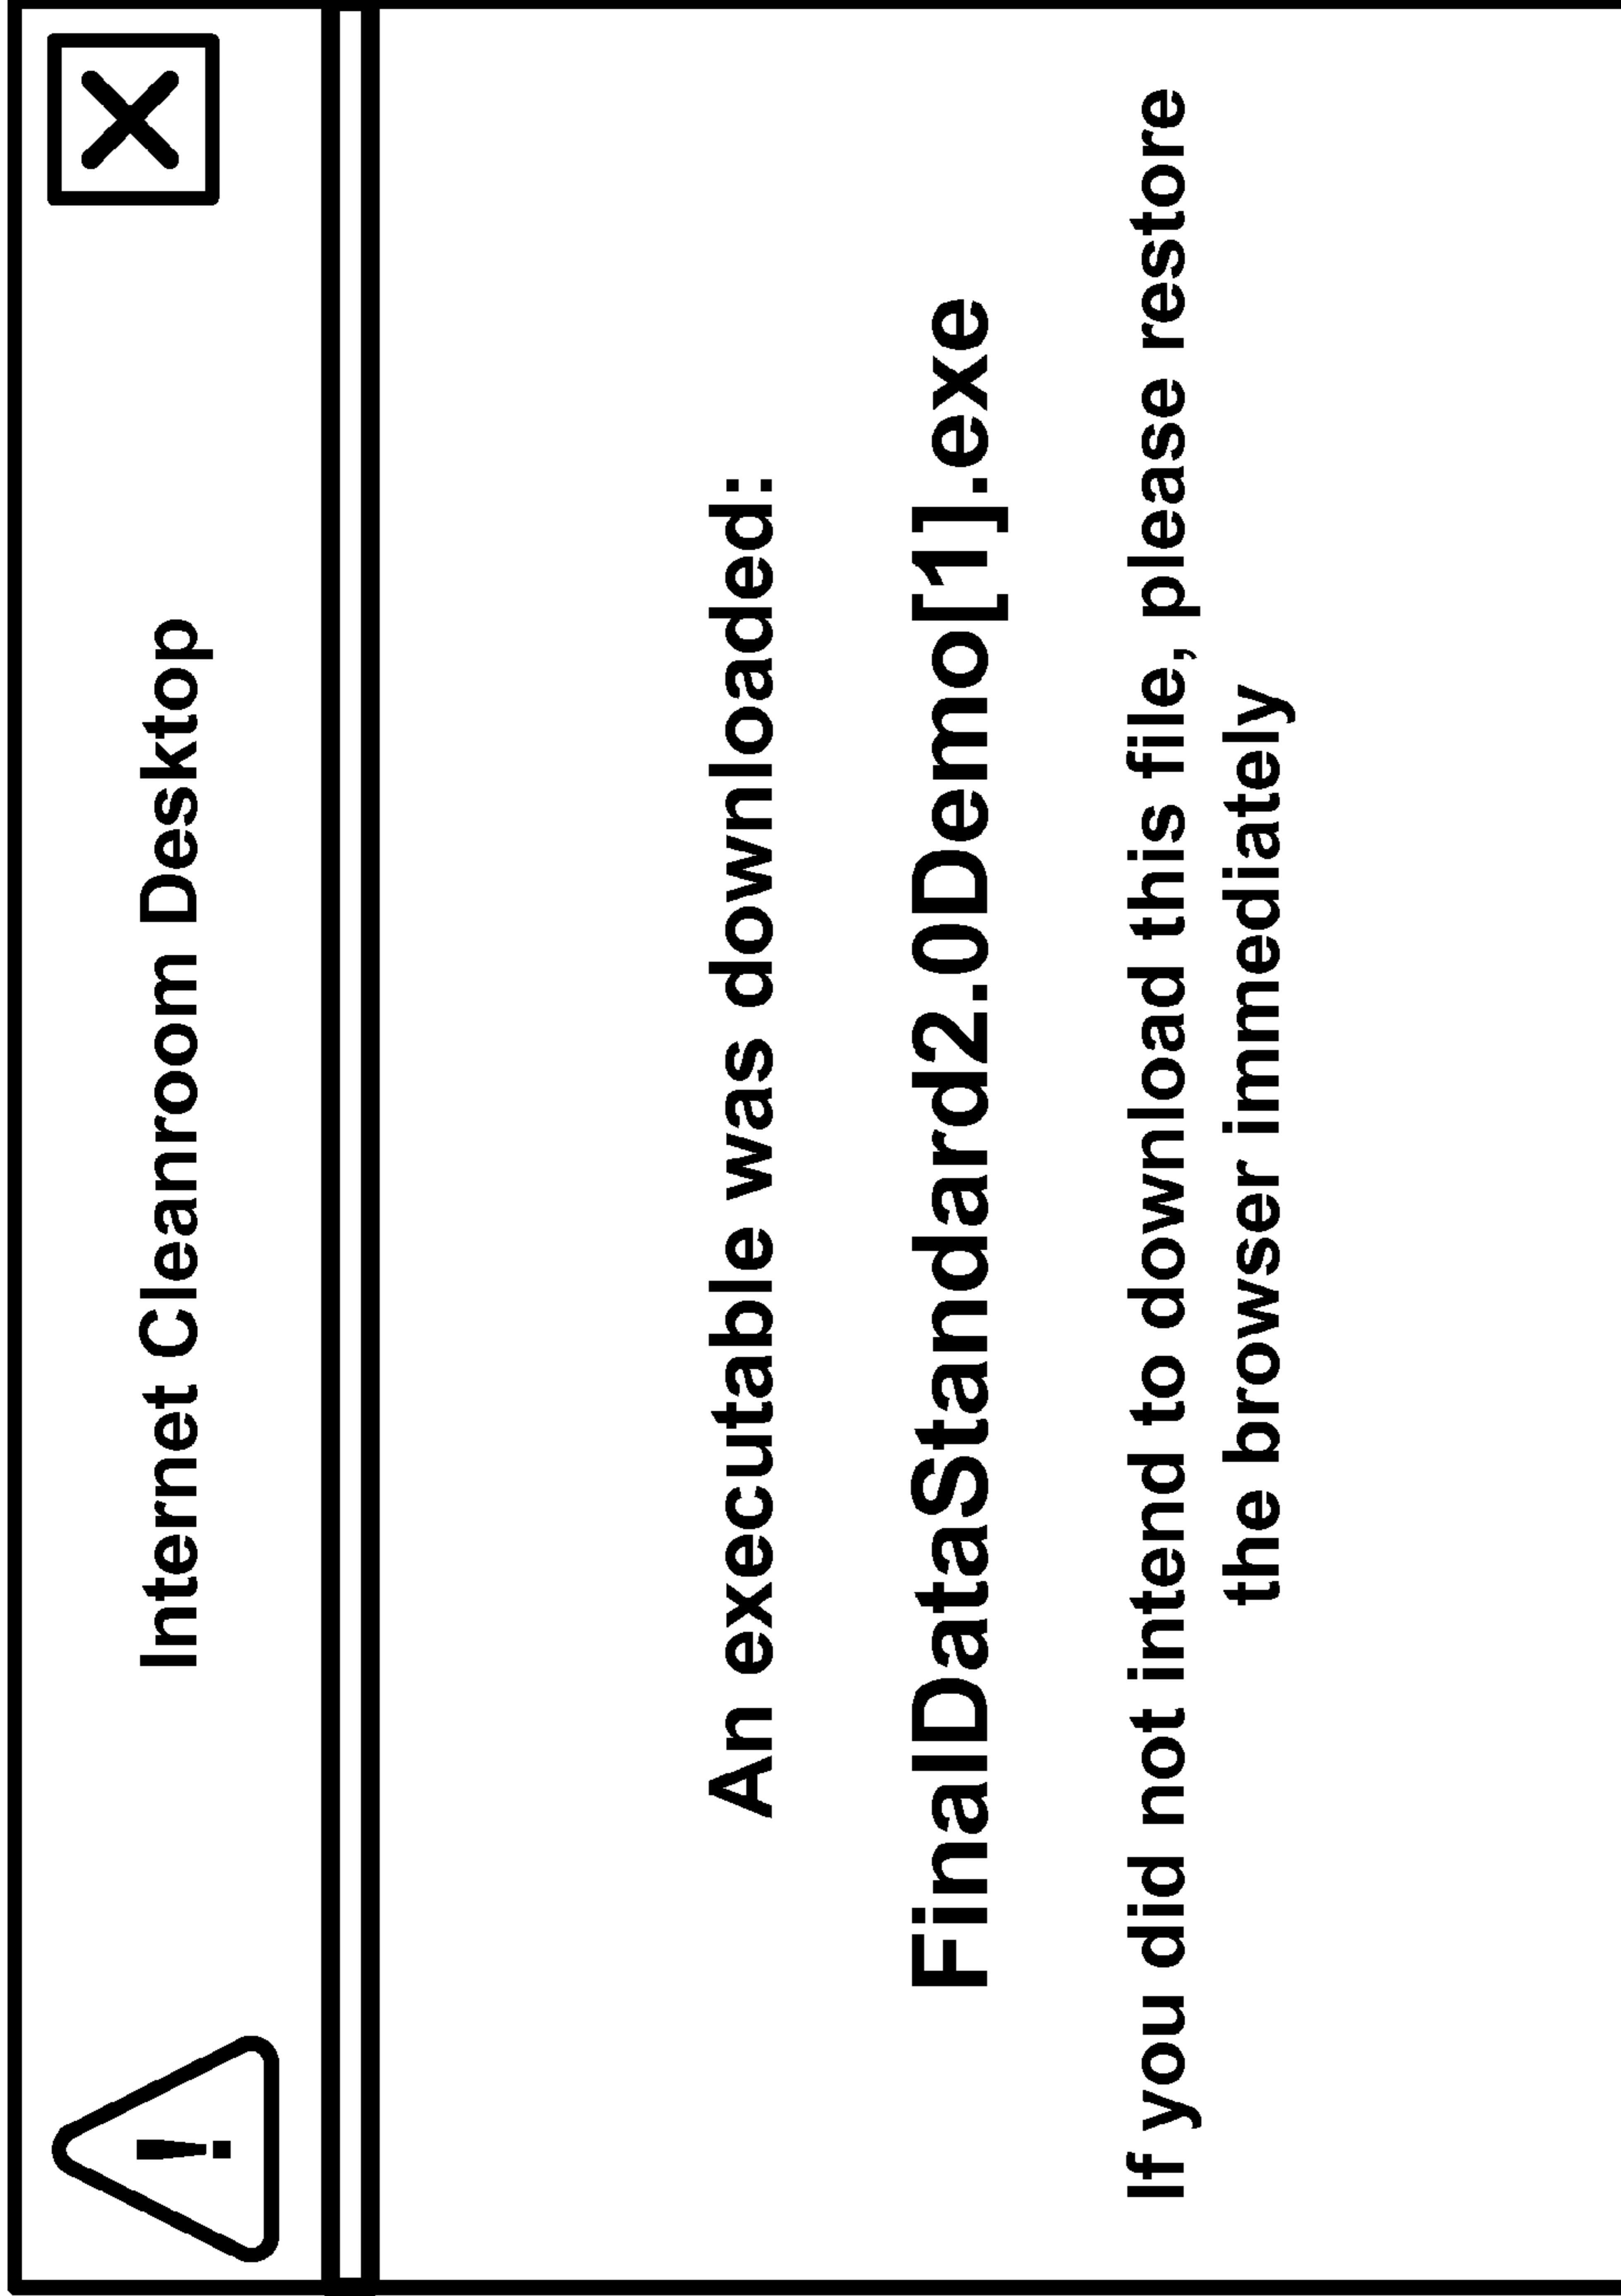 Internet Cleanroom Desktop
An executable was downloaded:
FinalDataStandard2.0Demo[1].exe
If you did not intend to download this file, please restore
the browser immediately